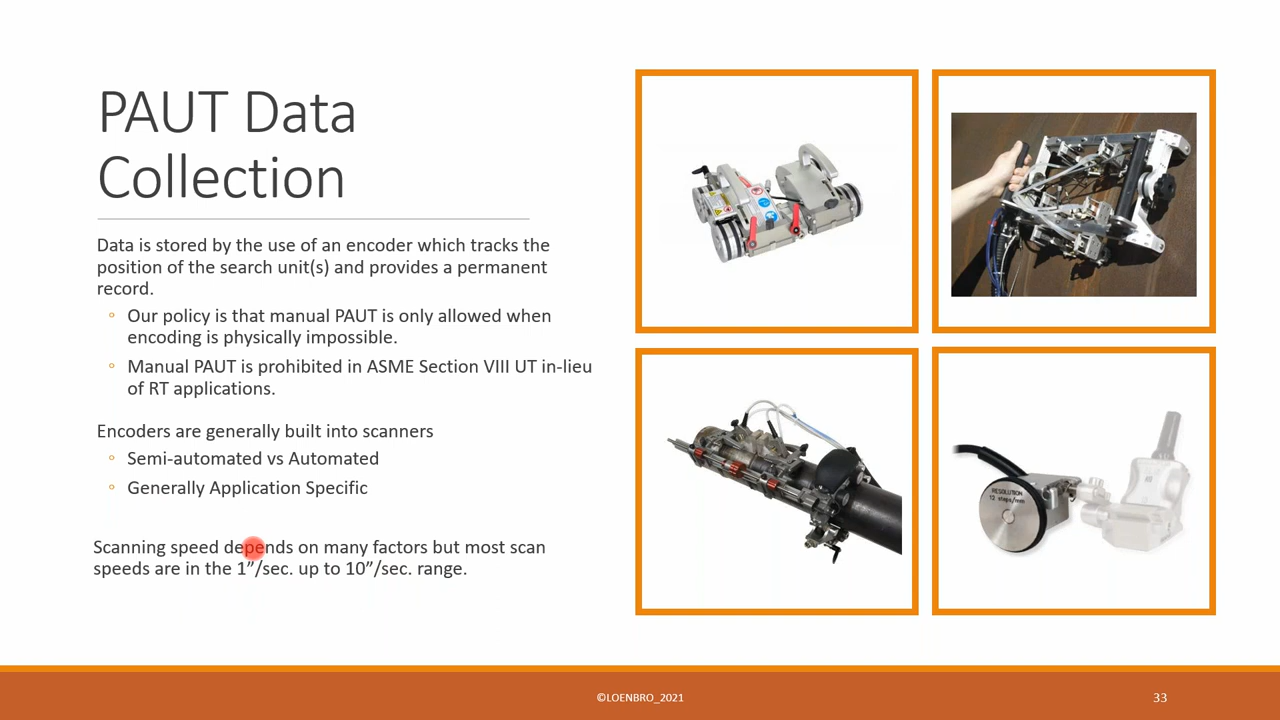 PAUT Data
Collection
Data is stored by the use of an encoder which tracks the
position of the search unit(s) and provides a permanent
record.
◦ Our policy is that manual PAUT is only allowed when
encoding is physically impossible.
◦ Manual PAUT is prohibited in ASME Section VIII UT in-lieu
of RT applications.
Encoders are generally built into scanners
◦ Semi-automated vs Automated
◦ Generally Application Specific
Scanning speed depends on many factors but most scan
speeds are in the 1”/sec. up to 10”/sec. range.
RESOLUTION
12 steps/mm
©LOENBRO_2021
33